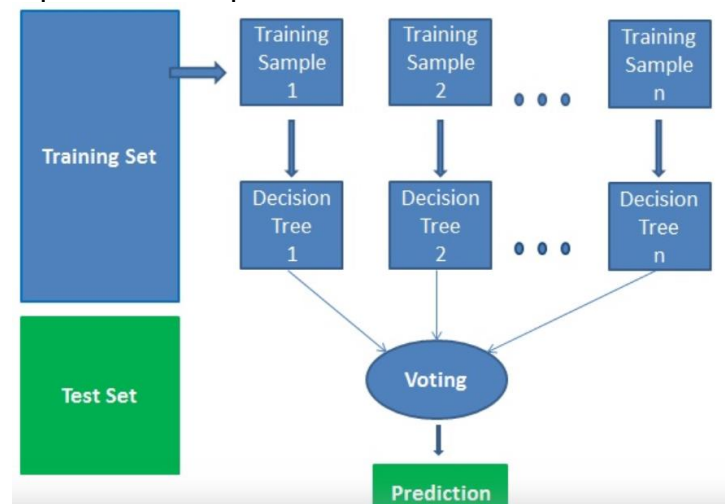 Training
Sample
1
Training
Sample
2
Training
Sample
n
Training Set
Decision
Tree
1
Decision
Tree
2
Decision
Tree
n
Voting
Test Set
Prediction